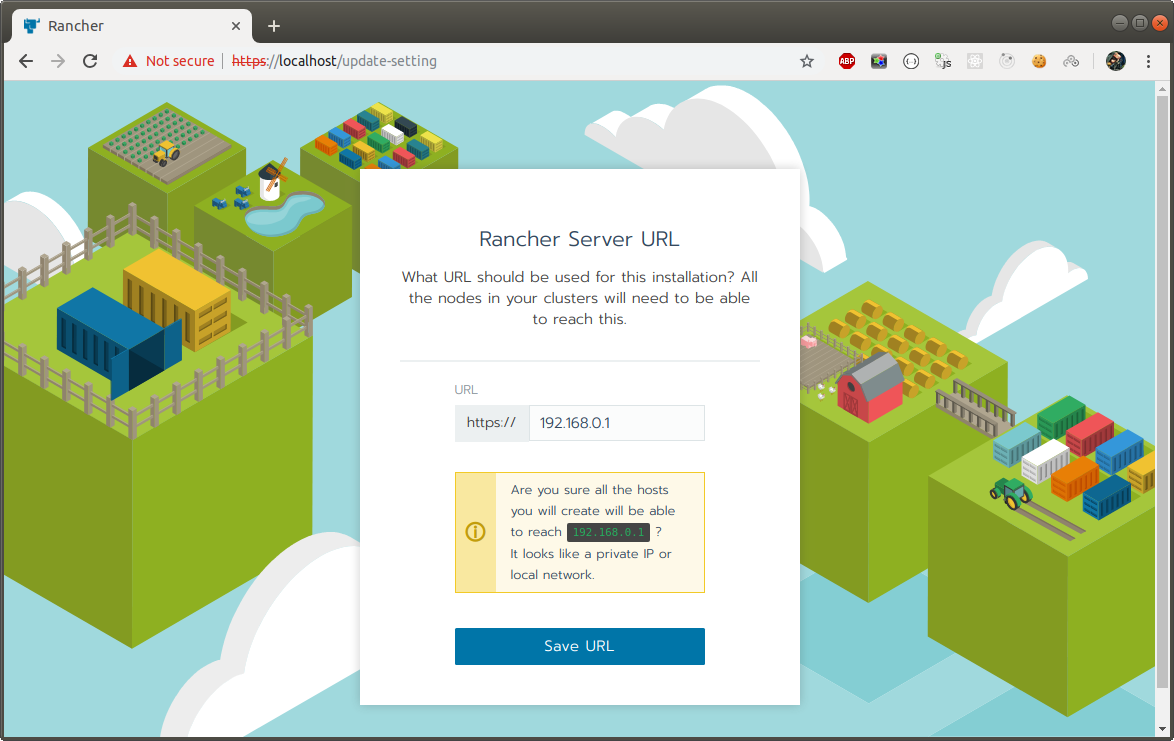 Rancher
Not secure
https://localhost/update-setting
ABP
JS
Rancher Server URL
What URL should be used for this installation? All
the nodes in your clusters will need to be able
to reach this.
URL
https:// 192.168.0.1
Are you sure all the hosts
you will create will be able
to reach 192.168.0.1 ?
It looks like a private IP or
local network.
Save URL